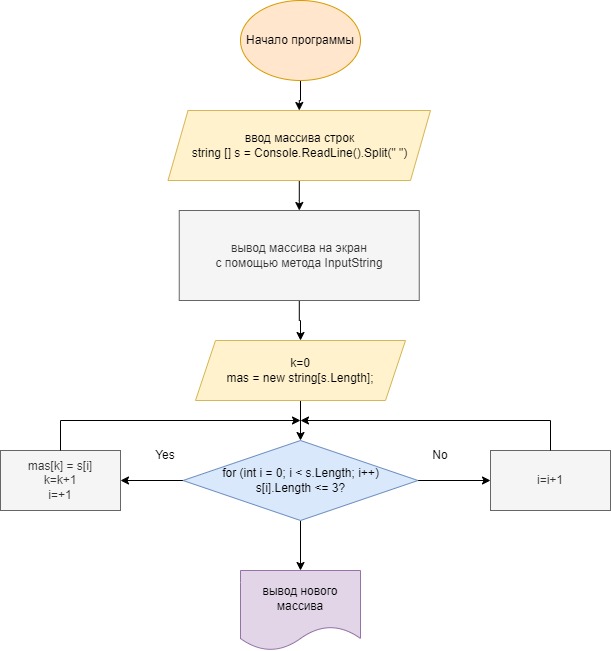 Начало программы
ввод массива строк
string [] s = Console.ReadLine().Split(" ")
вывод массива на экран
с помощью метода InputString
k=0
mas = new string[s.Length];
Yes
No
mas[k] = s[i]
k=k+1
i=+1
for (int i = 0; i < s.Length; i++)
s[i].Length <= 3?
i=i+1
вывод нового
массива